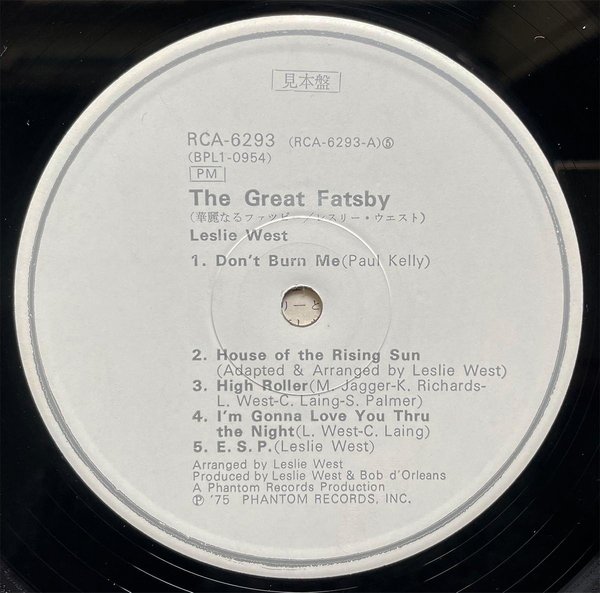 見本盤
RCA-6293 (RCA-6293-A)⑤
(BPL1-0954)
PM
The Great Fatsby
(華麗なるファツビー/レスリー・ウエスト)
Leslie West
1. Don't Burn Me(Paul Kelly)
2. House of the Rising Sun
(Adapted & Arranged by Leslie West)
3. High Roller(M. Jagger-K. Richards-
L. West-C. Laing-S. Palmer)
4. I'm Gonna Love You Thru
the Night(L. West-C. Laing)
5. E. S. P.(Leslie West)
Arranged by Leslie West
Produced by Leslie West & Bob d'Orleans
A Phantom Records Production
Ⓟ '75 PHANTOM RECORDS, INC.